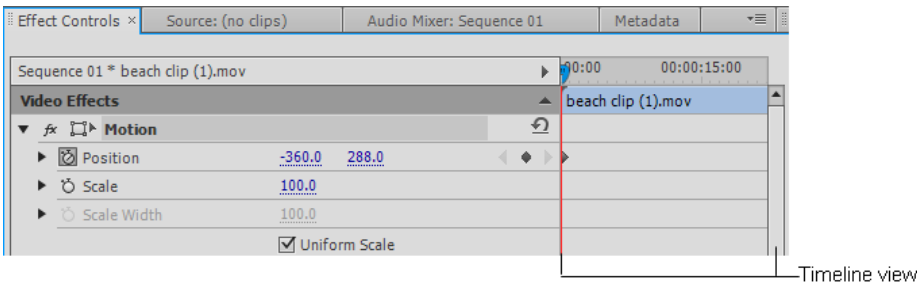 Effect Controls × Source: (no clips) Audio Mixer: Sequence 01 Metadata
Sequence 01 * beach clip (1).mov 00:00 00:00:15:00
Video Effects beach clip (1).mov
fx Motion
Position -360.0 288.0
Scale 100.0
Scale Width 100.0
Uniform Scale
Timeline view